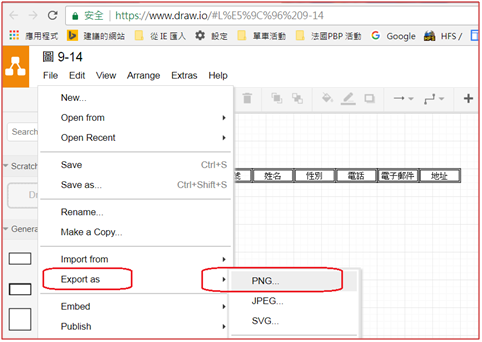 安全 | https://www.draw.io/#L%E5%9C%96%209-14
應用程式 建議的網站 從 IE 匯入 設定 單車活動 法國PBP 活動 Google HFS /
圖 9-14
File Edit View Arrange Extras Help
New...
Open from
Open Recent
Search
Save Ctrl+S
Scratc
Save as... Ctrl+Shift+S
姓名 性別 電話 電子郵件 地址
Rename...
Make a Copy...
Genera
Import from
Export as
PNG...
JPEG...
Embed
SVG...
Publish